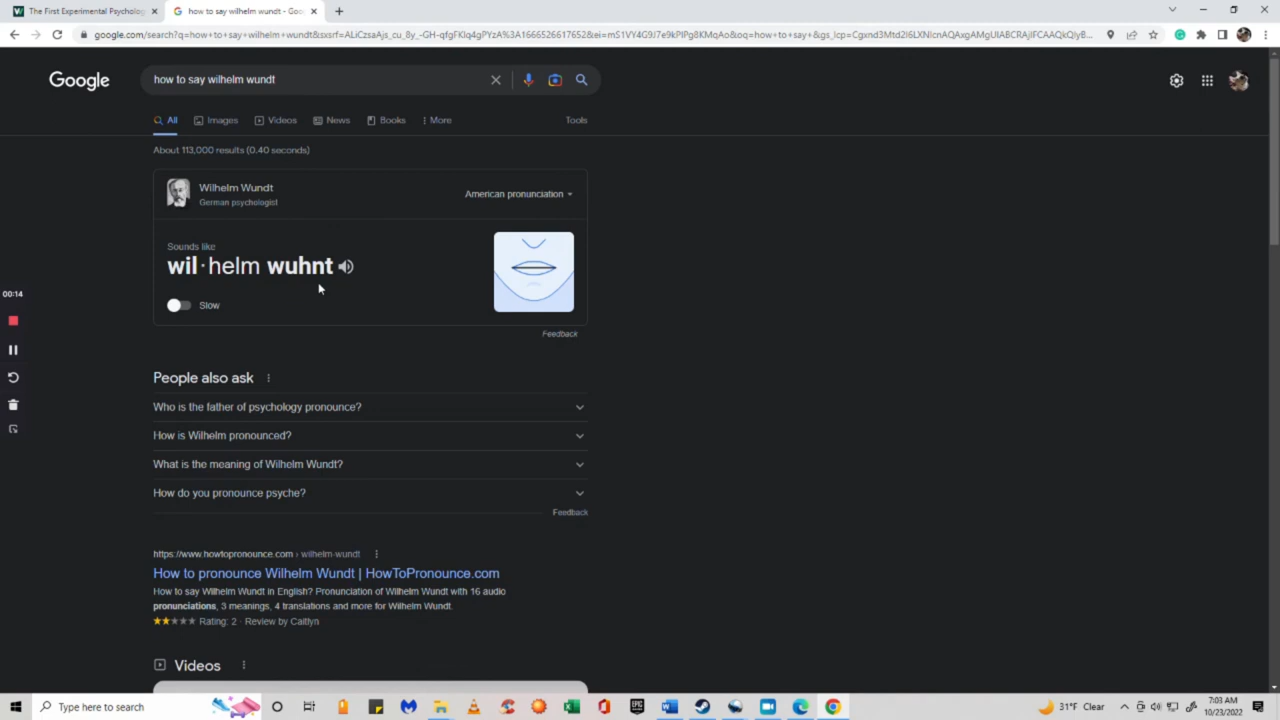 The First Experimental Psycholog
how to say wilhelm wundt - Goo
google.com/search?q=how+to+say+wilhelm+wundt&sxsrf=
Google
how to say wilhelm wundt
All
Images
Videos
News
Books
More
Tools
About 113,000 results (0.40 seconds)
Wilhelm Wundt
German psychologist
American pronunciation
Sounds like
wil·helm wuhnt
Slow
Feedback
00:14
People also ask
Who is the father of psychology pronounce?
How is Wilhelm pronounced?
What is the meaning of Wilhelm Wundt?
How do you pronounce psyche?
Feedback
https://www.howtopronounce.com › wilhelm-wundt
How to pronounce Wilhelm Wundt | HowToPronounce.com
How to say Wilhelm Wundt in English? Pronunciation of Wilhelm Wundt with 16 audio
pronunciations, 3 meanings, 4 translations and more for Wilhelm Wundt.
Rating: 2 · Review by Caitlyn
Videos
Type here to search
EPIC
31°F Clear
7:03 AM
10/23/2022